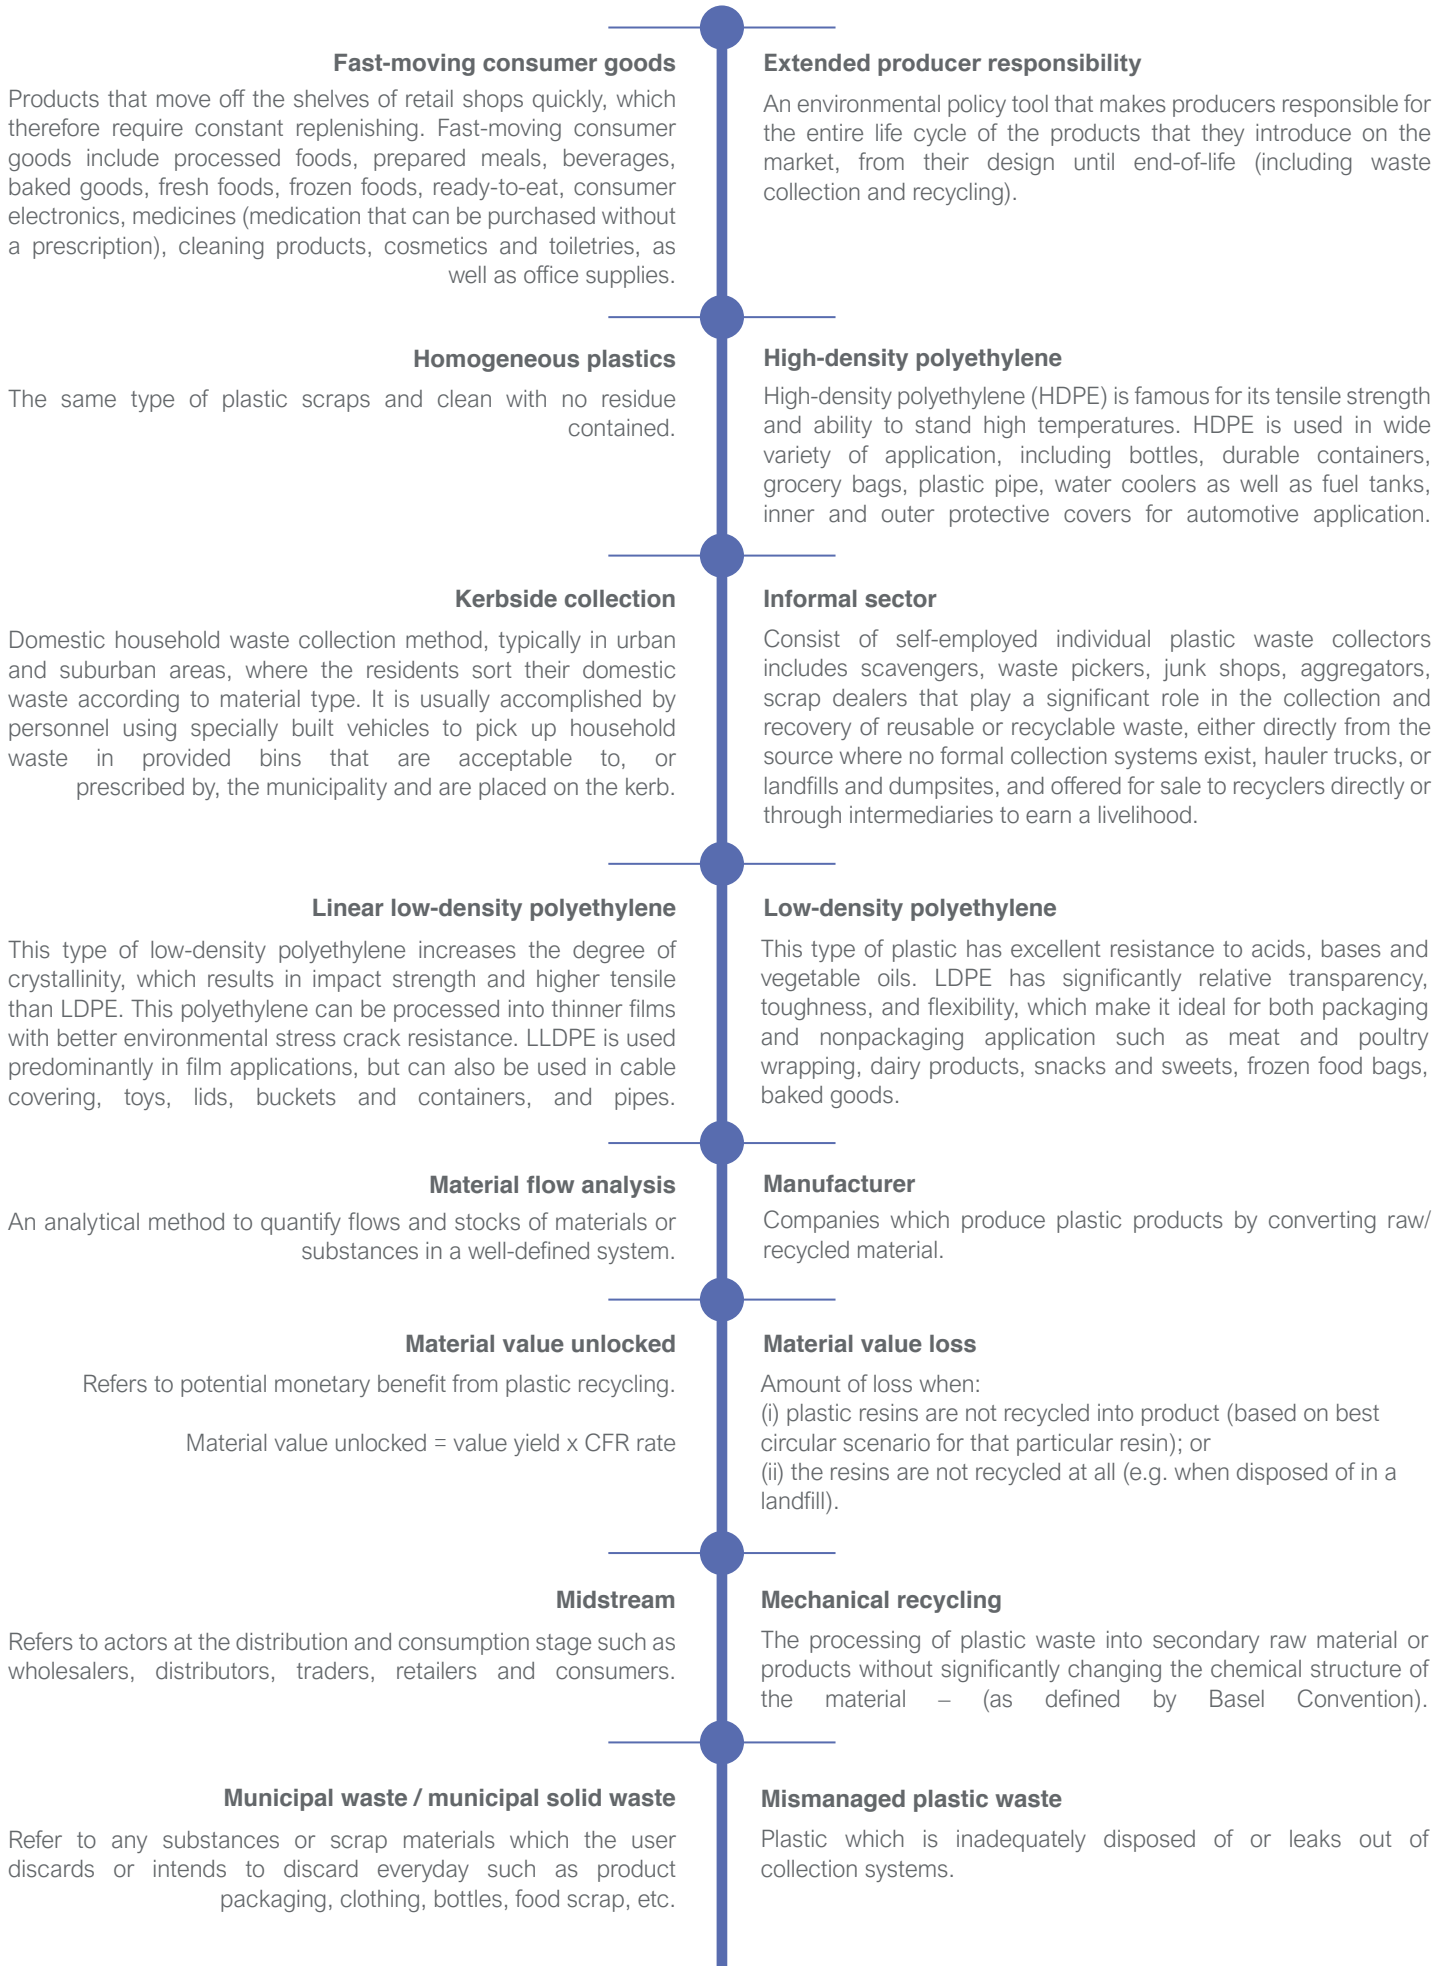 Fast-moving consumer goods
Products that move off the shelves of retail shops quickly, which
therefore require constant replenishing. Fast-moving consumer
goods include processed foods, prepared meals, beverages,
baked goods, fresh foods, frozen foods, ready-to-eat, consumer
electronics, medicines (medication that can be purchased without
a prescription), cleaning products, cosmetics and toiletries, as
well as office supplies.
Extended producer responsibility
An environmental policy tool that makes producers responsible for
the entire life cycle of the products that they introduce on the
market, from their design until end-of-life (including waste
collection and recycling).
Homogeneous plastics
The same type of plastic scraps and clean with no residue
contained.
High-density polyethylene
High-density polyethylene (HDPE) is famous for its tensile strength
and ability to stand high temperatures. HDPE is used in wide
variety of application, including bottles, durable containers,
grocery bags, plastic pipe, water coolers as well as fuel tanks,
inner and outer protective covers for automotive application.
Kerbside collection
Domestic household waste collection method, typically in urban
and suburban areas, where the residents sort their domestic
waste according to material type. It is usually accomplished by
personnel using specially built vehicles to pick up household
waste in provided bins that are acceptable to, or
prescribed by, the municipality and are placed on the kerb.
Informal sector
Consist of self-employed individual plastic waste collectors
includes scavengers, waste pickers, junk shops, aggregators,
scrap dealers that play a significant role in the collection and
recovery of reusable or recyclable waste, either directly from the
source where no formal collection systems exist, hauler trucks, or
landfills and dumpsites, and offered for sale to recyclers directly or
through intermediaries to earn a livelihood.
Linear low-density polyethylene
This type of low-density polyethylene increases the degree of
crystallinity, which results in impact strength and higher tensile
than LDPE. This polyethylene can be processed into thinner films
with better environmental stress crack resistance. LLDPE is used
predominantly in film applications, but can also be used in cable
covering, toys, lids, buckets and containers, and pipes.
Low-density polyethylene
This type of plastic has excellent resistance to acids, bases and
vegetable oils. LDPE has significantly relative transparency,
toughness, and flexibility, which make it ideal for both packaging
and nonpackaging application such as meat and poultry
wrapping, dairy products, snacks and sweets, frozen food bags,
baked goods.
Material flow analysis
An analytical method to quantify flows and stocks of materials or
substances in a well-defined system.
Manufacturer
Companies which produce plastic products by converting raw/
recycled material.
Material value unlocked
Refers to potential monetary benefit from plastic recycling.
Material value unlocked = value yield x CFR rate
Material value loss
Amount of loss when:
(i) plastic resins are not recycled into product (based on best
circular scenario for that particular resin); or
(ii) the resins are not recycled at all (e.g. when disposed of in a
landfill).
Midstream
Refers to actors at the distribution and consumption stage such as
wholesalers, distributors, traders, retailers and consumers.
Mechanical recycling
The processing of plastic waste into secondary raw material or
products without significantly changing the chemical structure of
the material – (as defined by Basel Convention).
Municipal waste / municipal solid waste
Refer to any substances or scrap materials which the user
discards or intends to discard everyday such as product
packaging, clothing, bottles, food scrap, etc.
Mismanaged plastic waste
Plastic which is inadequately disposed of or leaks out of
collection systems.